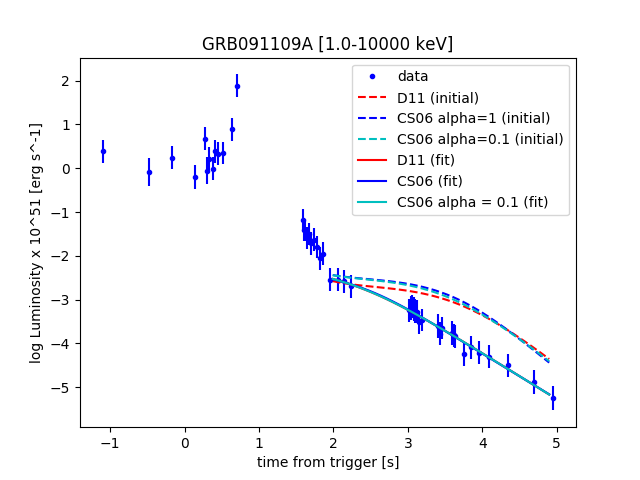 GRB091109A [1.0-10000 keV]
data
D11 (initial)
CS06 alpha=1 (initial)
CS06 alpha=0.1 (initial)
D11 (fit)
CS06 (fit)
CS06 alpha = 0.1 (fit)
log Luminosity x 10^51 [erg s^-1]
2
1
0
−1
−2
−3
−4
−5
−1 0 1 2 3 4 5
time from trigger [s]